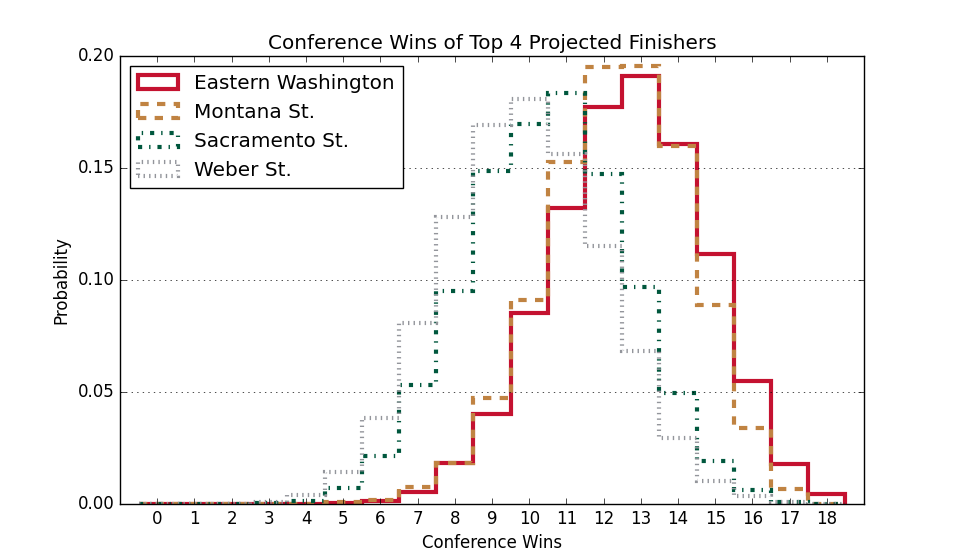 Conference Wins of Top 4 Projected Finishers
0.20
Eastern Washington
Montana St.
Sacramento St.
Weber St.
0.15
0.10
0.05
0.00
Probability
0 1 2 3 4 5 6 7 8 9 10 11 12 13 14 15 16 17 18
Conference Wins